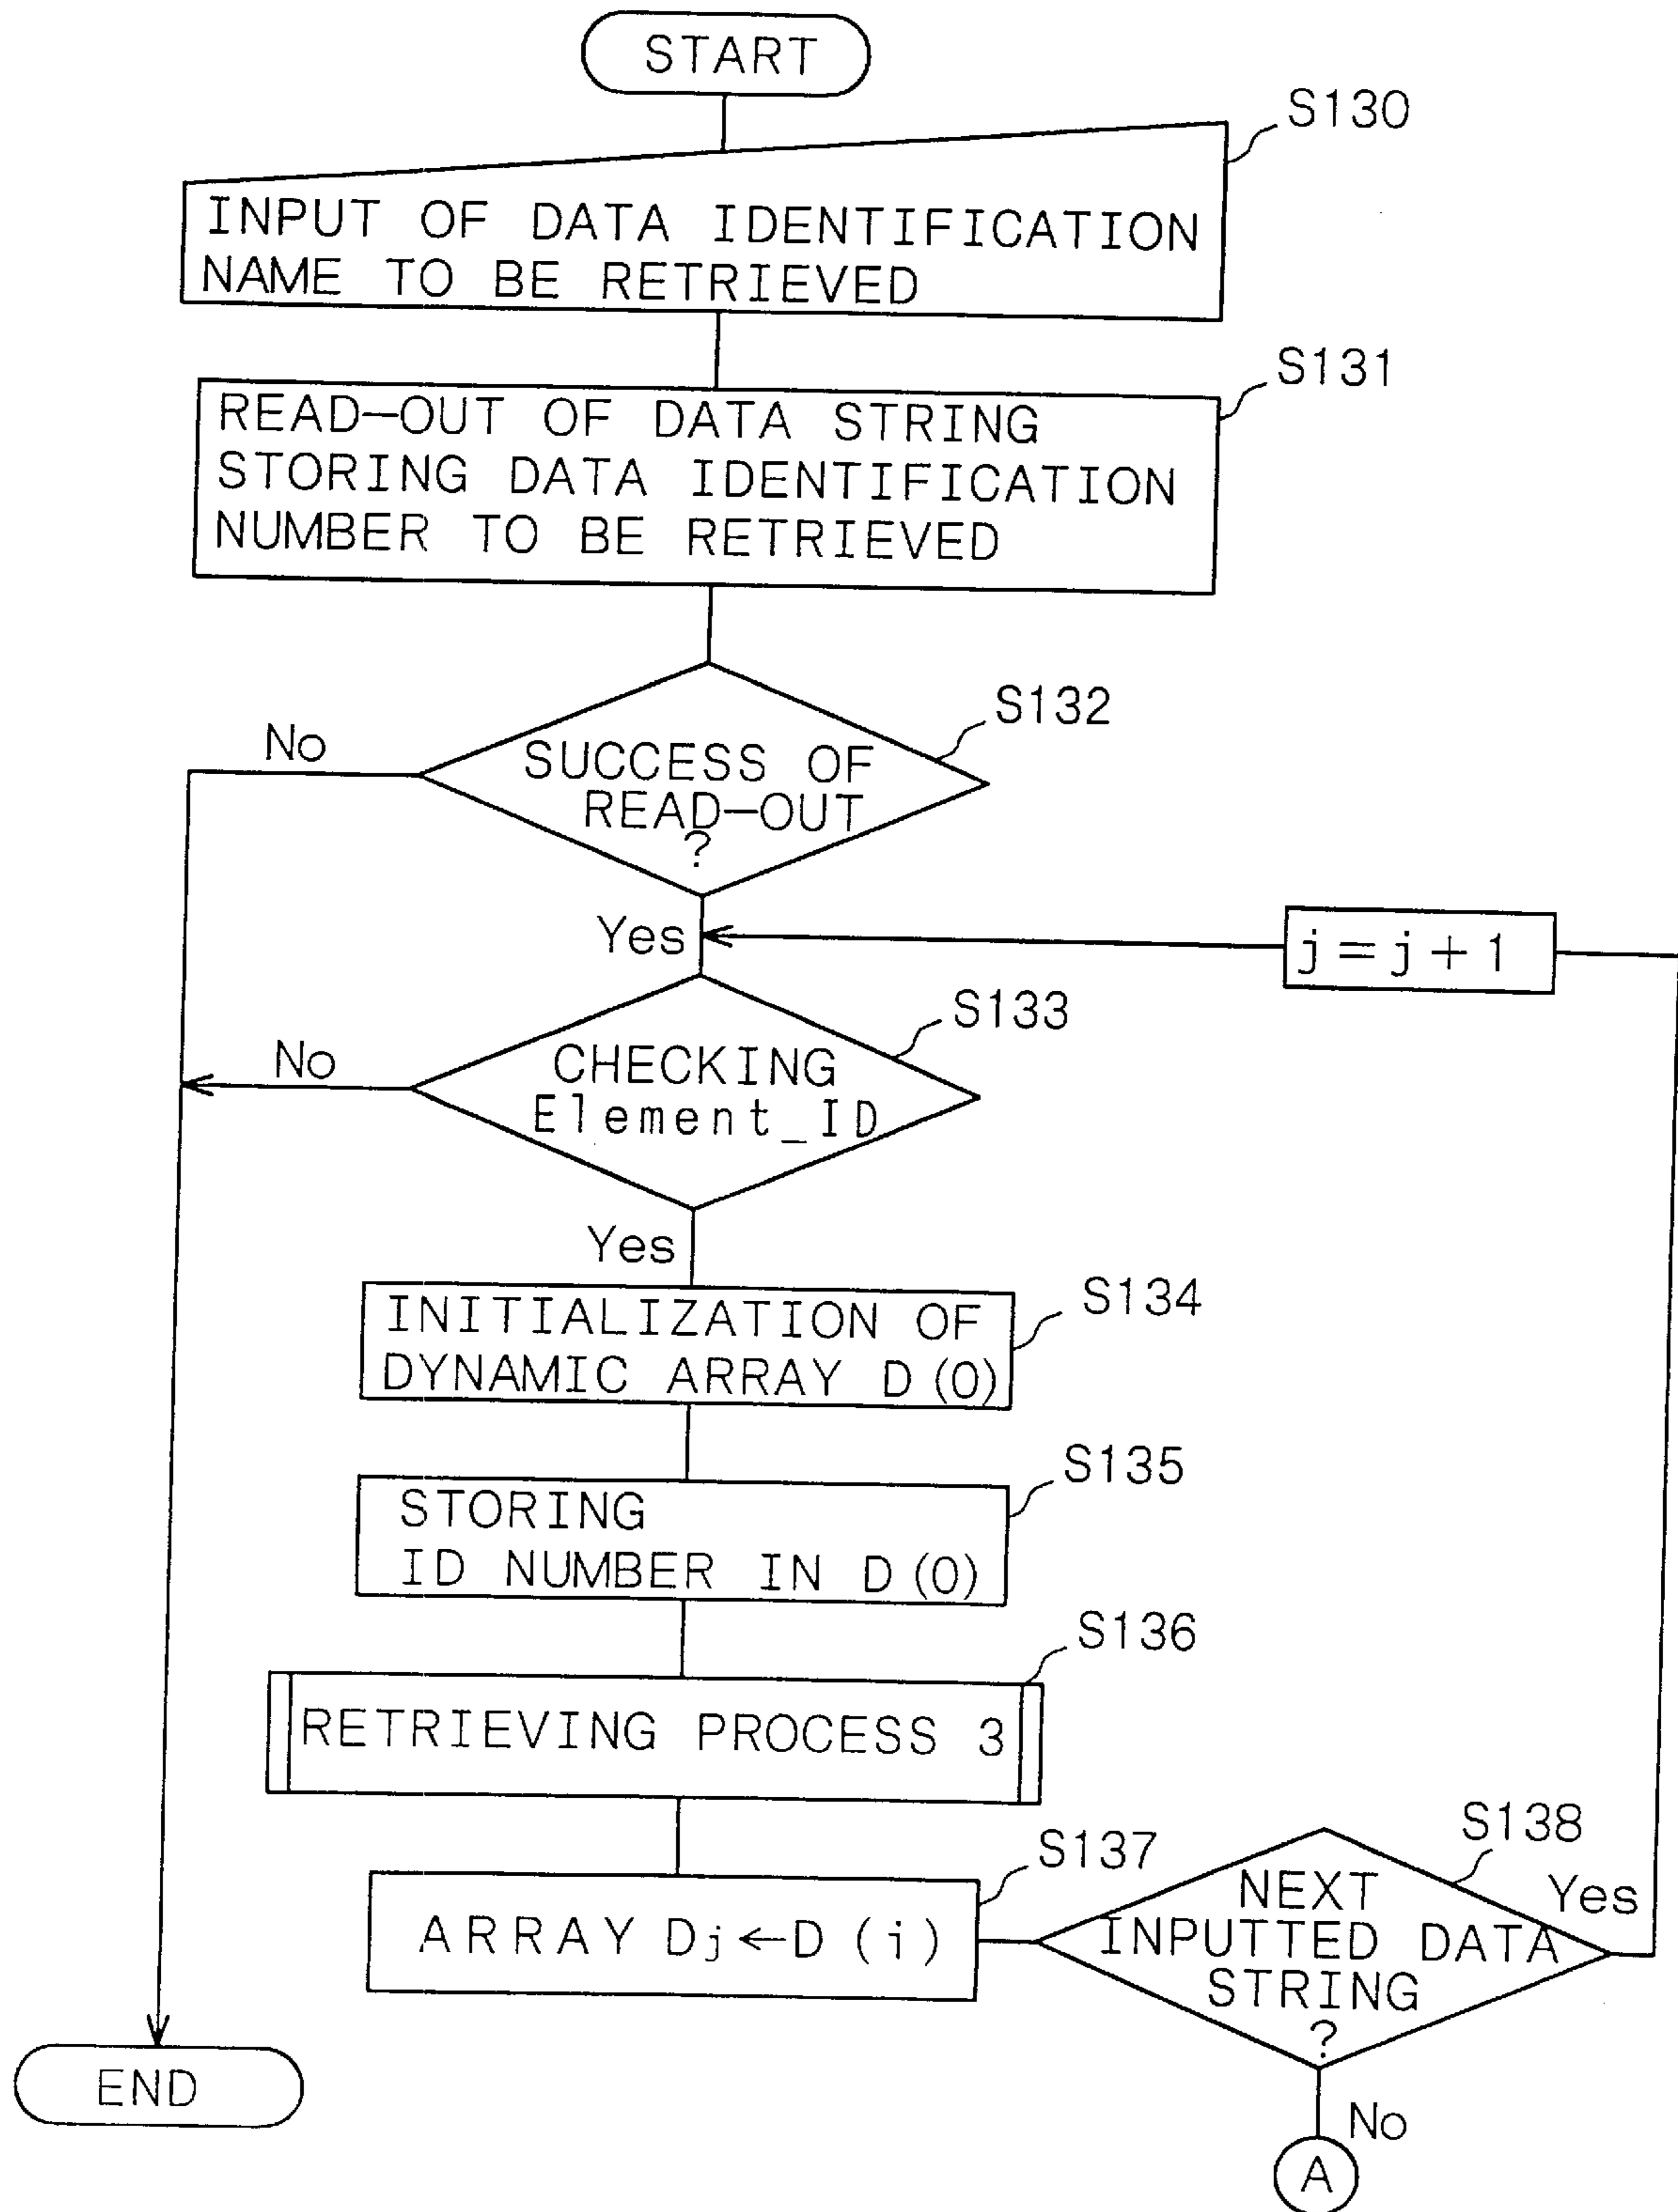 START
S130
INPUT OF DATA IDENTIFICATION
NAME TO BE RETRIEVED
S131
READ-OUT OF DATA STRING
STORING DATA IDENTIFICATION
NUMBER TO BE RETRIEVED
S132
No
SUCCESS OF
READ-OUT
?
Yes
j=j+1
S133
No
CHECKING
Element_ID
Yes
S134
INITIALIZATION OF
DYNAMIC ARRAY D(0)
S135
STORING
ID NUMBER IN D(0)
S136
RETRIEVING PROCESS 3
S137
ARRAY Dj←D(i)
S138
NEXT
INPUTTED DATA
STRING
?
Yes
END
No
A